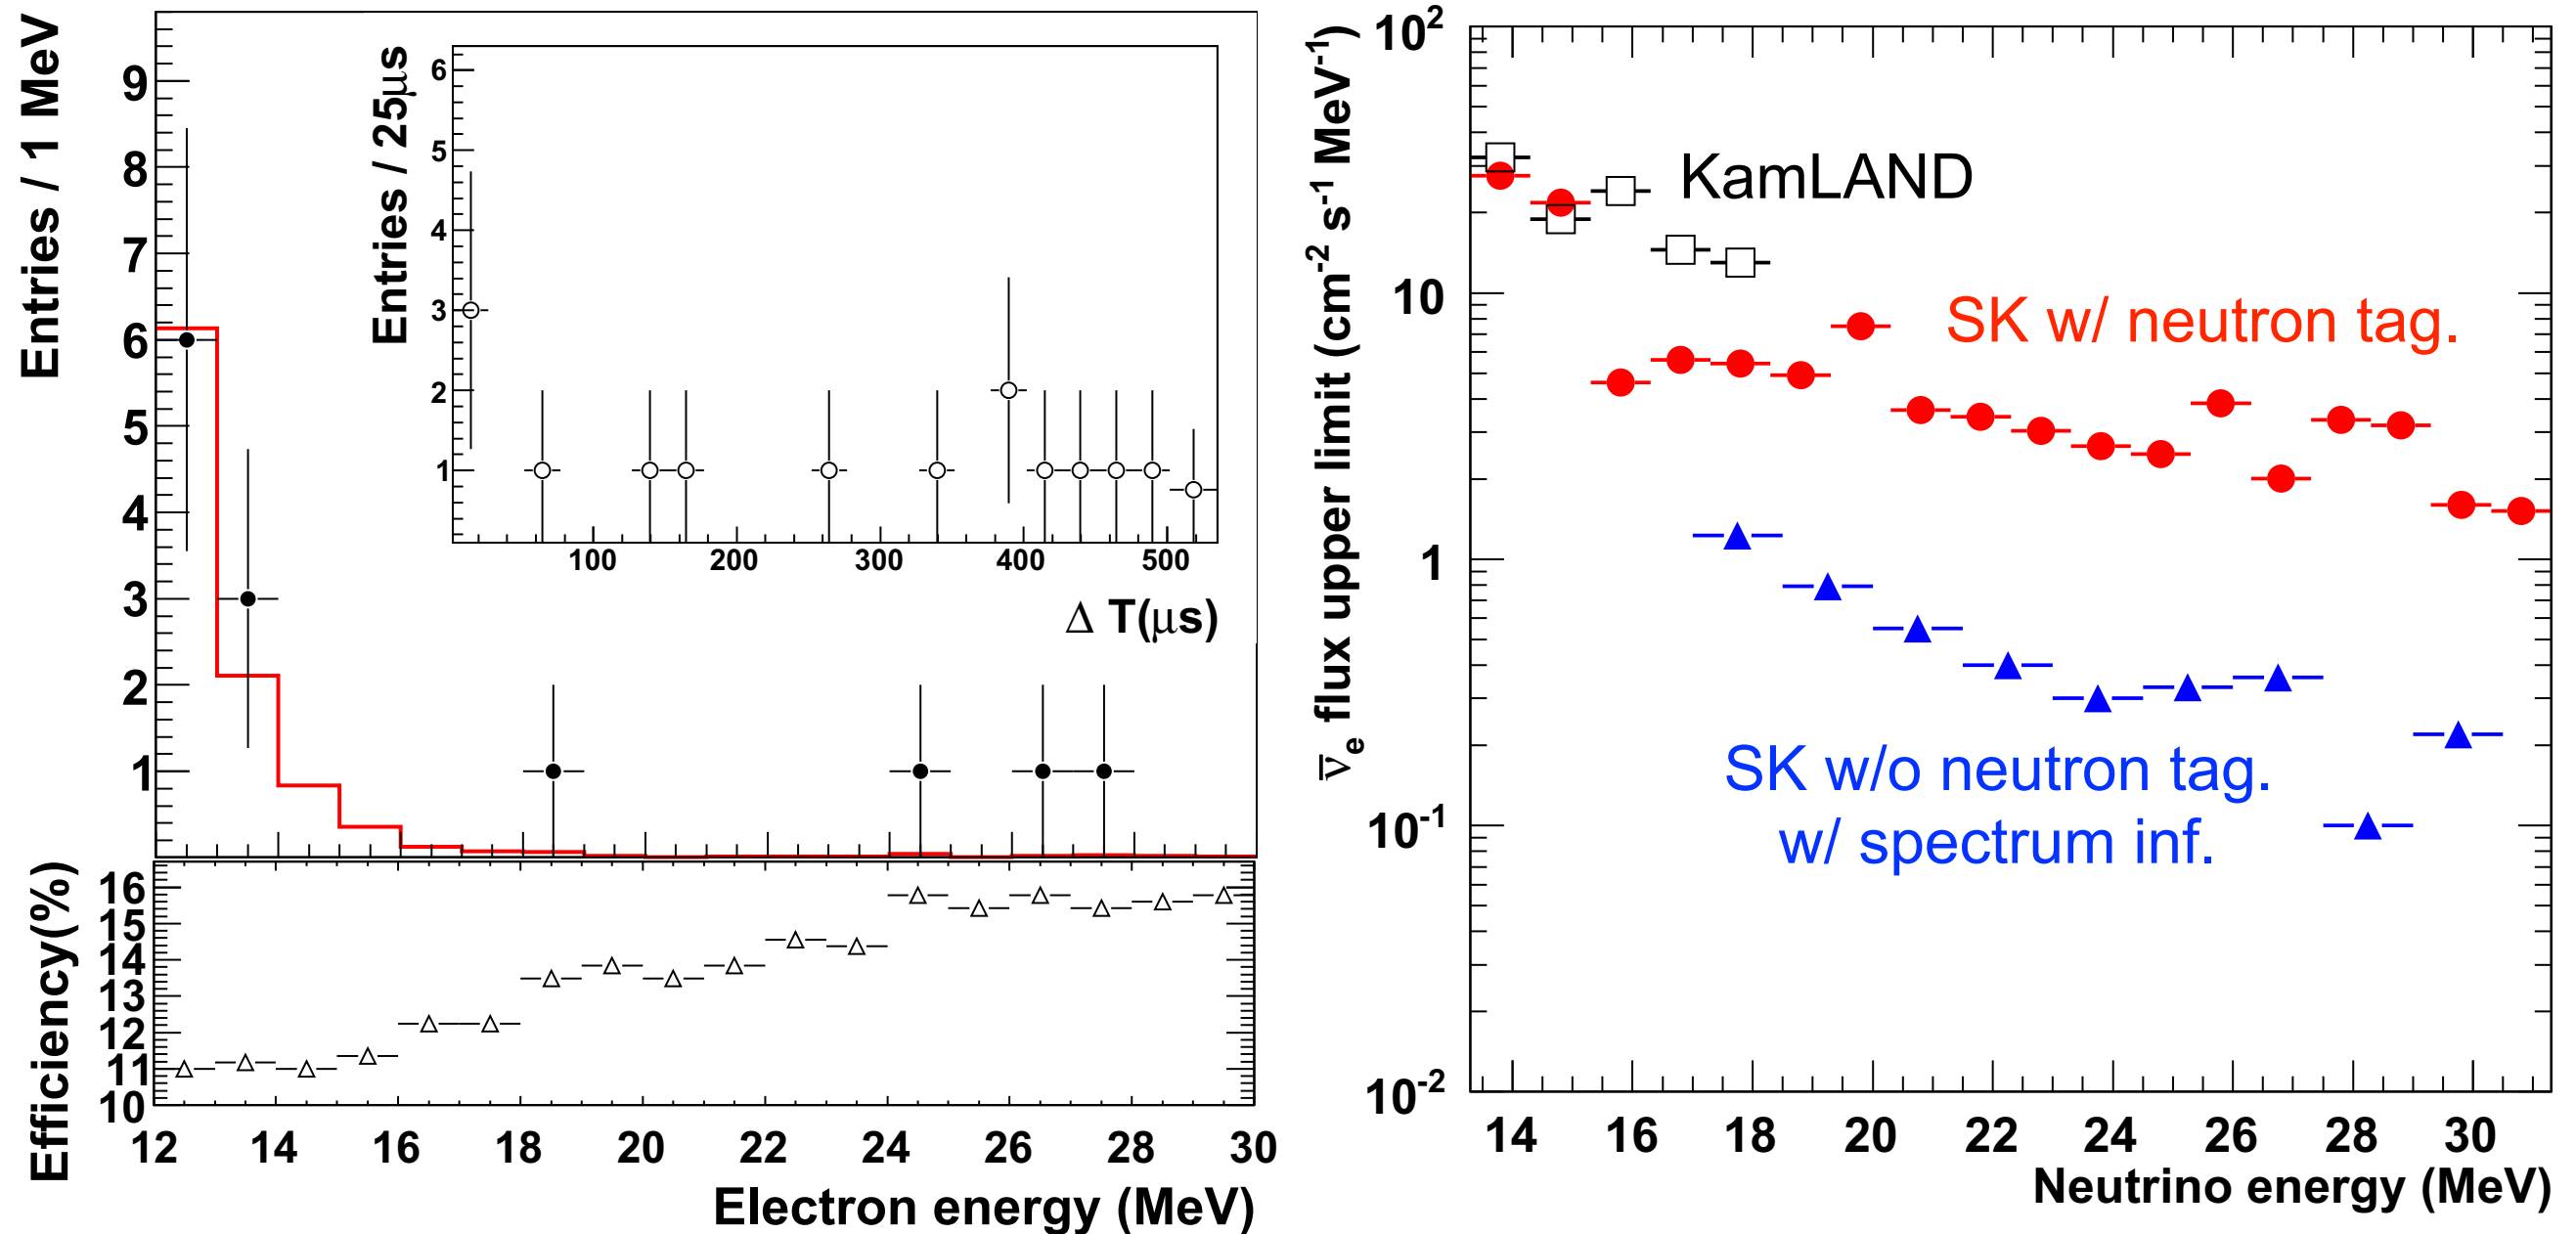 Entries / 1 MeV
9
8
7
6
5
4
3
2
1
Entries / 25μs
6
5
4
3
2
1
100 200 300 400 500
Δ T(μs)
Efficiency(%)
16
15
14
13
12
11
10
12 14 16 18 20 22 24 26 28 30
Electron energy (MeV)
ν̅e flux upper limit (cm-2 s-1 MeV-1)
10²
10
1
10-1
10-2
KamLAND
SK w/ neutron tag.
SK w/o neutron tag.
w/ spectrum inf.
14 16 18 20 22 24 26 28 30
Neutrino energy (MeV)